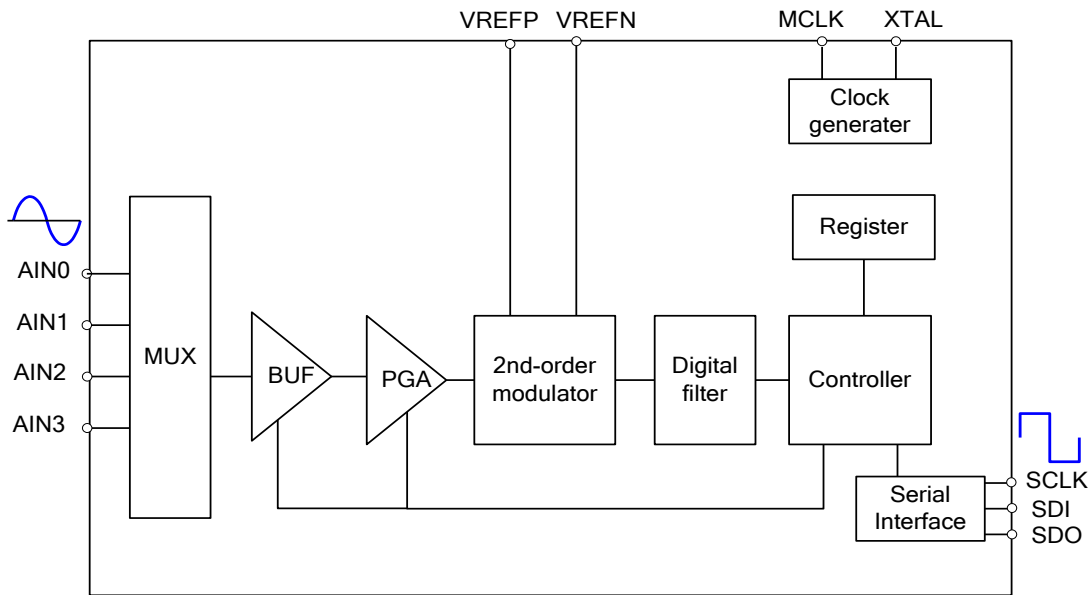 VREFP
VREFN
MCLK
XTAL
Clock
generater
Register
AIN0
AIN1
AIN2
AIN3
MUX
BUF
PGA
2nd-order
modulator
Digital
filter
Controller
Serial
Interface
SCLK
SDI
SDO